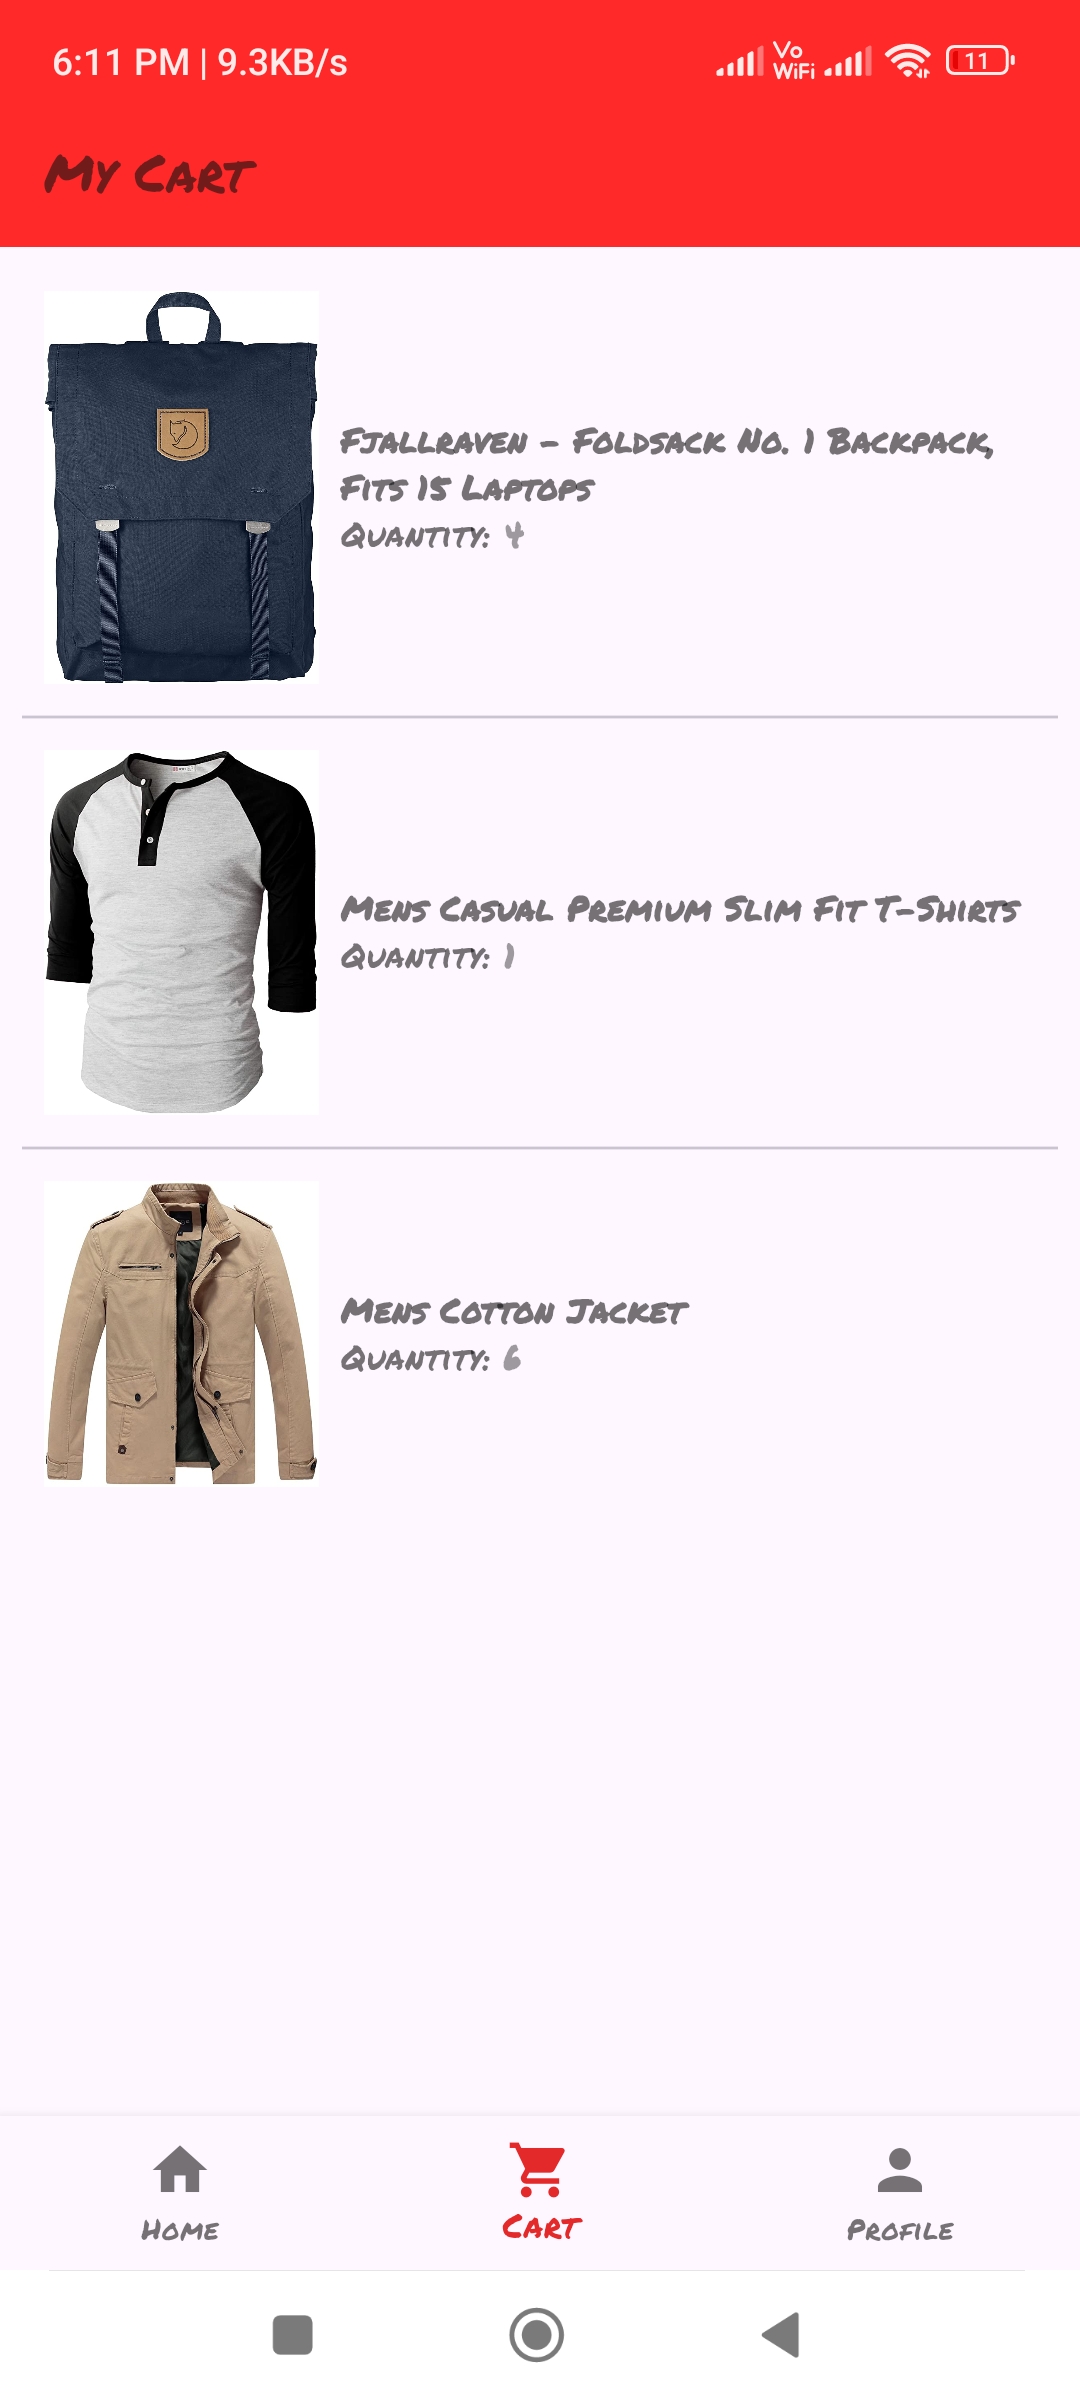 6:11 PM | 9.3KB/s Vo WiFi 11
My Cart
Fjallraven - Foldsack No. 1 Backpack,
Fits 15 Laptops
Quantity: 4
Mens Casual Premium Slim Fit T-Shirts
Quantity: 1
Mens Cotton Jacket
Quantity: 6
Home Cart Profile